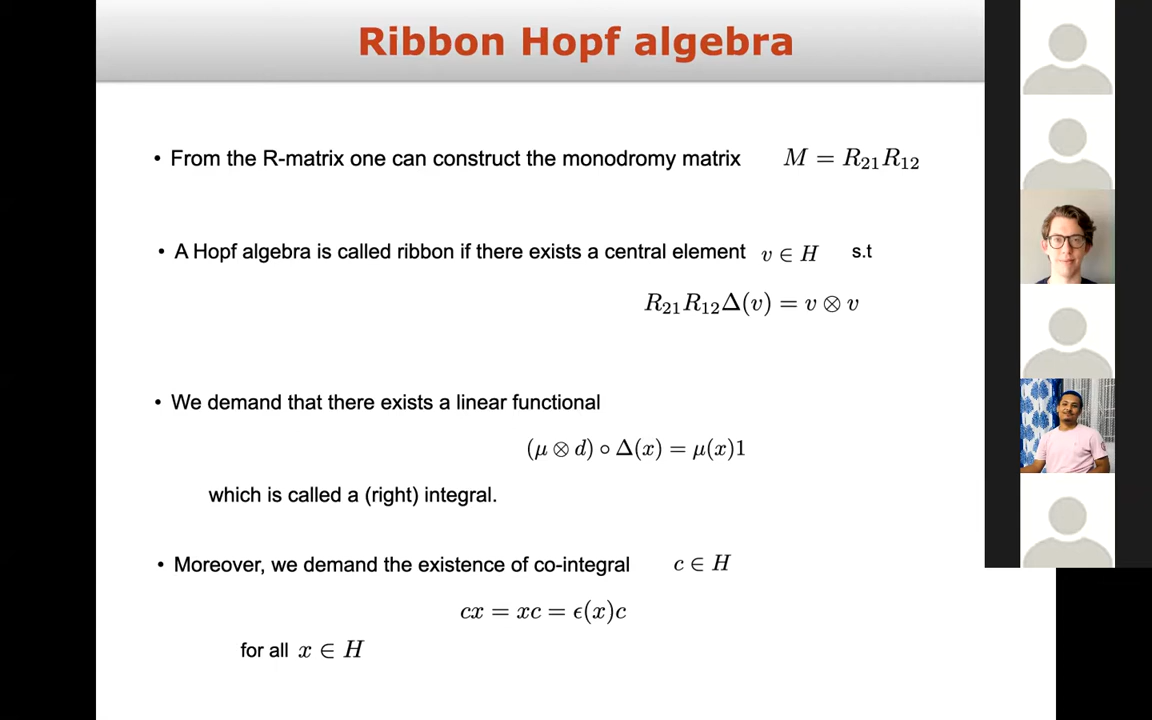 Ribbon Hopf algebra
• From the R-matrix one can construct the monodromy matrix M = R₂₁R₁₂
• A Hopf algebra is called ribbon if there exists a central element v ∈ H s.t
R₂₁R₁₂Δ(v) = v ⊗ v
• We demand that there exists a linear functional
(μ ⊗ d) ∘ Δ(x) = μ(x)1
which is called a (right) integral.
• Moreover, we demand the existence of co-integral c ∈ H
cx = xc = ϵ(x)c
for all x ∈ H